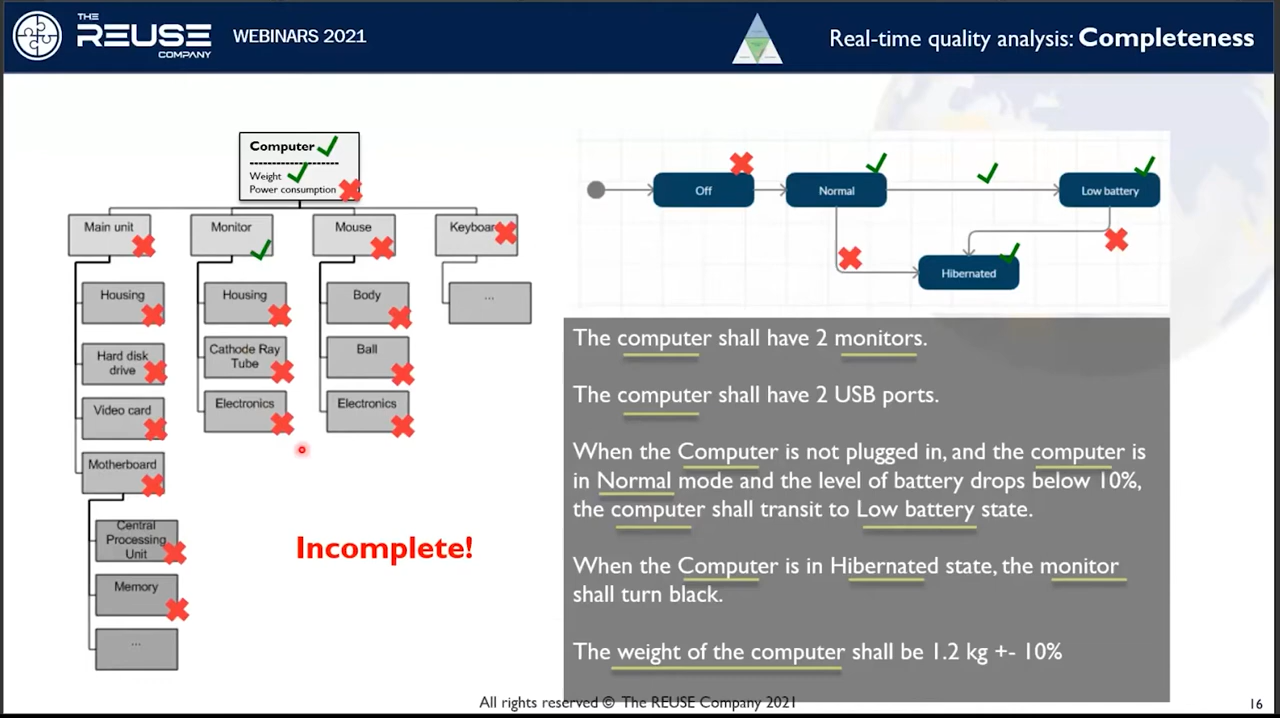 THE
REUSE
COMPANY
WEBINARS 2021
Real-time quality analysis: Completeness
Computer
--------------------
Weight
Power consumption
Main unit
Monitor
Mouse
Keyboar
Housing
Housing
Body
...
Hard disk
drive
Cathode Ray
Tube
Ball
Video card
Electronics
Electronics
Motherboard
Central
Processing
Unit
Memory
...
Incomplete!
Off
Normal
Low battery
Hibernated
The computer shall have 2 monitors.
The computer shall have 2 USB ports.
When the Computer is not plugged in, and the computer is
in Normal mode and the level of battery drops below 10%,
the computer shall transit to Low battery state.
When the Computer is in Hibernated state, the monitor
shall turn black.
The weight of the computer shall be 1.2 kg +- 10%
All rights reserved © The REUSE Company 2021
16